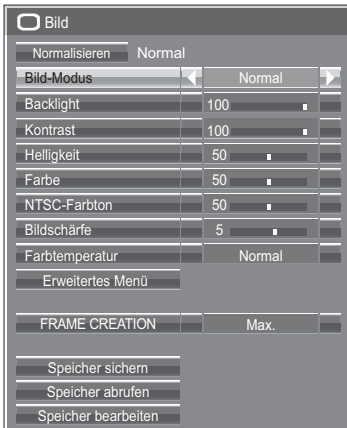 Bild
Normalisieren Normal
Bild-Modus Normal
Backlight 100
Kontrast 100
Helligkeit 50
Farbe 50
NTSC-Farbton 50
Bildschärfe 5
Farbtemperatur Normal
Erweitertes Menü
FRAME CREATION Max.
Speicher sichern
Speicher abrufen
Speicher bearbeiten